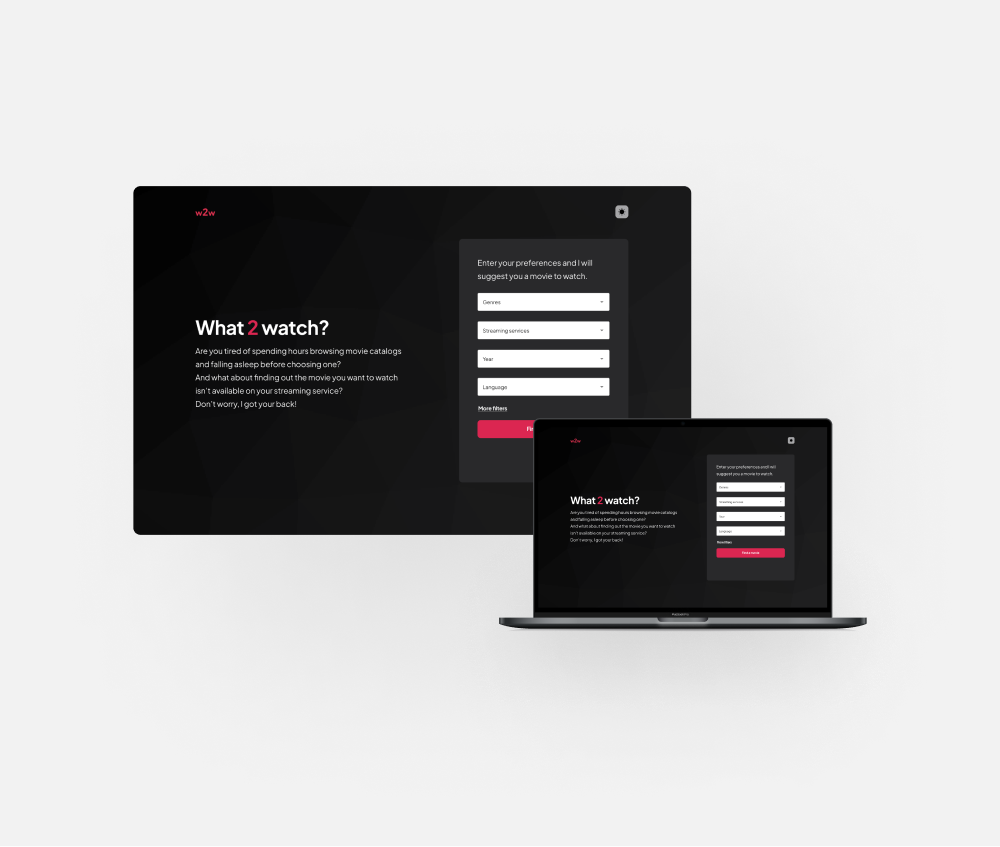 w2w
What 2 watch?
Are you tired of spending hours browsing movie catalogs
and falling asleep before choosing one?
And what about finding out the movie you want to watch
isn't available on your streaming service?
Don't worry, I got your back!
Enter your preferences and I will
suggest you a movie to watch.
Genres
Streaming services
Year
Language
More filters
w2w
What 2 watch?
Are you tired of spending hours browsing movie catalogs
and falling asleep before choosing one?
And what about finding out the movie you want to watch
isn't available on your streaming service?
Don't worry, I got your back!
Enter your preferences and I will
suggest you a movie to watch.
Genres
Streaming services
Year
Language
More filters
Find a movie